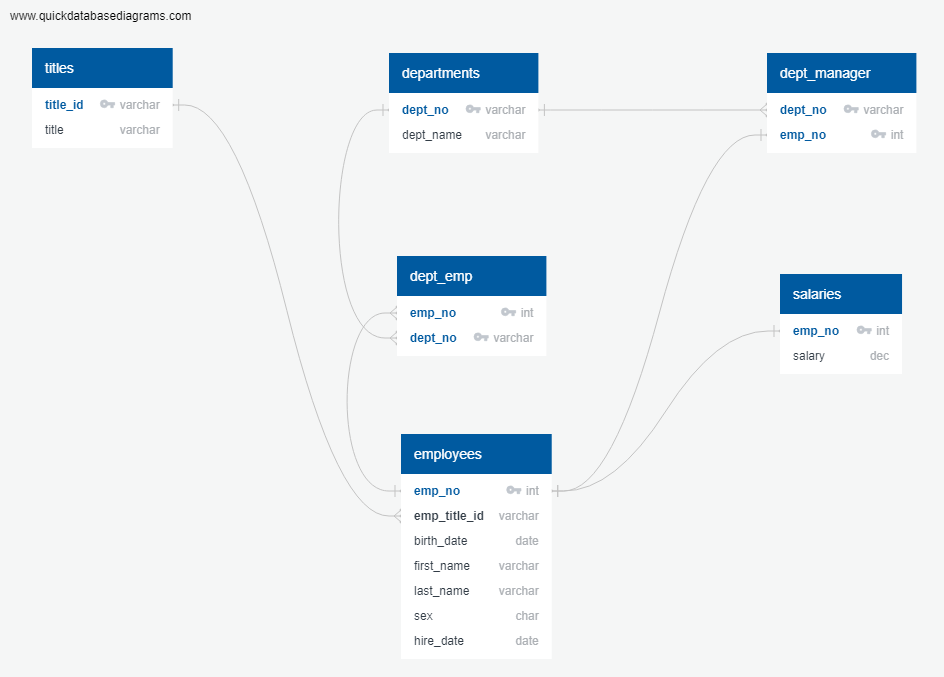 www.quickdatabasediagrams.com
titles
title_id varchar
title varchar
departments
dept_no varchar
dept_name varchar
dept_manager
dept_no varchar
emp_no int
dept_emp
emp_no int
dept_no varchar
salaries
emp_no int
salary dec
employees
emp_no int
emp_title_id varchar
birth_date date
first_name varchar
last_name varchar
sex char
hire_date date